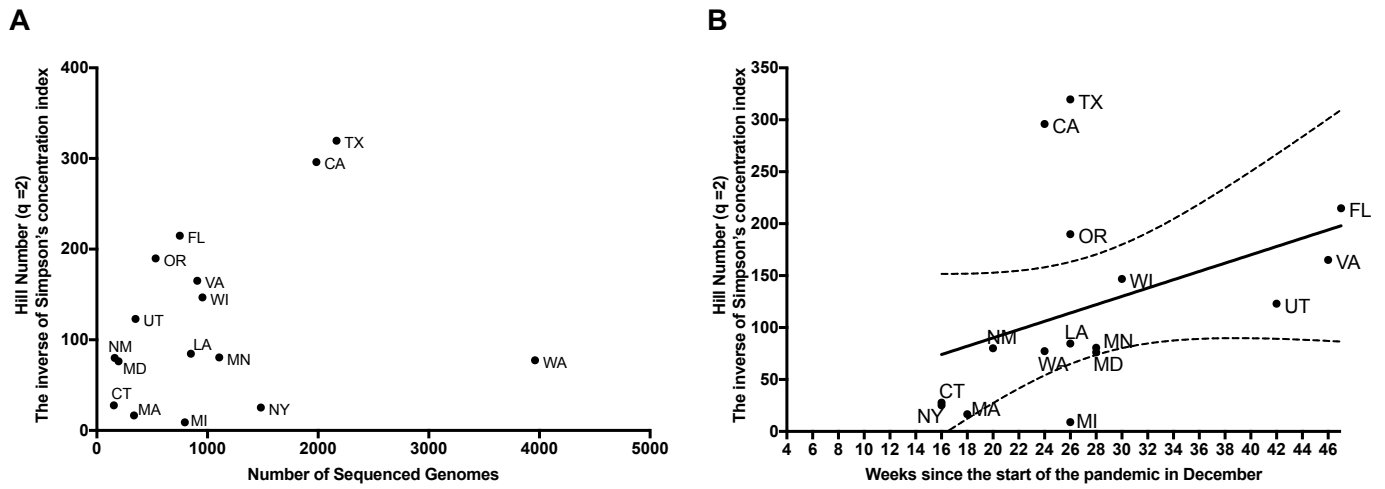 A
Hill Number (q =2)
The inverse of Simpson's concentration index
400
300
200
100
0
TX
CA
FL
OR
VA
WI
UT
NM
MD
LA
MN
WA
CT
MA
MI
NY
0 1000 2000 3000 4000 5000
Number of Sequenced Genomes
B
Hill Number (q =2)
The inverse of Simpson's concentration index
350
300
250
200
150
100
50
0
TX
CA
OR
FL
VA
WI
UT
NM
LA
WA
MN
MD
CT
NY
MA
MI
4 6 8 10 12 14 16 18 20 22 24 26 28 30 32 34 36 38 40 42 44 46
Weeks since the start of the pandemic in December